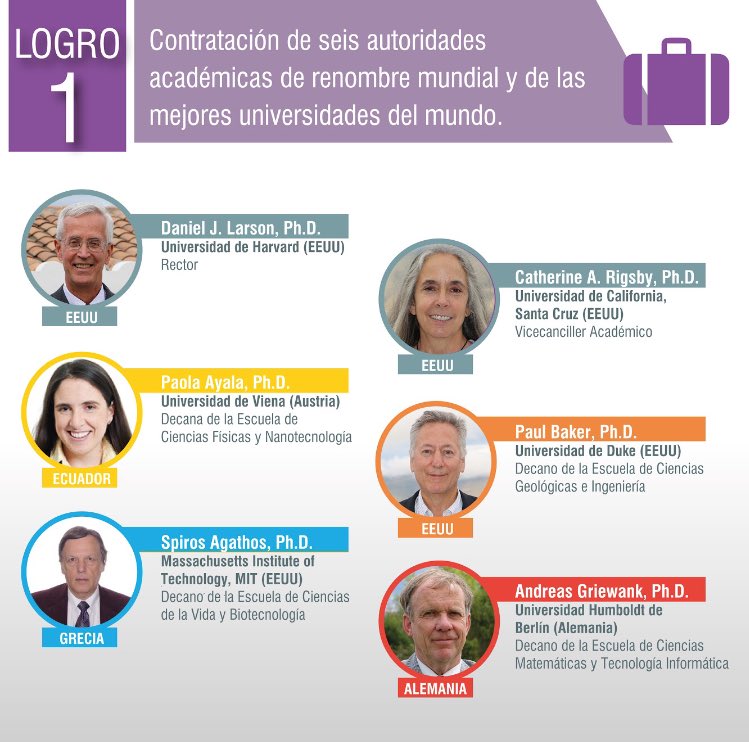 LOGRO
1
Contratación de seis autoridades
académicas de renombre mundial y de las
mejores universidades del mundo.
Daniel J. Larson, Ph.D.
Universidad de Harvard (EEUU)
Rector
EEUU
Catherine A. Rigsby, Ph.D.
Universidad de California,
Santa Cruz (EEUU)
Vicecanciller Académico
EEUU
Paola Ayala, Ph.D.
Universidad de Viena (Austria)
Decana de la Escuela de
Ciencias Físicas y Nanotecnología
ECUADOR
Paul Baker, Ph.D.
Universidad de Duke (EEUU)
Decano de la Escuela de Ciencias
Geológicas e Ingeniería
EEUU
Spiros Agathos, Ph.D.
Massachusetts Institute of
Technology, MIT (EEUU)
Decano de la Escuela de Ciencias
de la Vida y Biotecnología
GRECIA
Andreas Griewank, Ph.D.
Universidad Humboldt de
Berlín (Alemania)
Decano de la Escuela de Ciencias
Matemáticas y Tecnología Informática
ALEMANIA